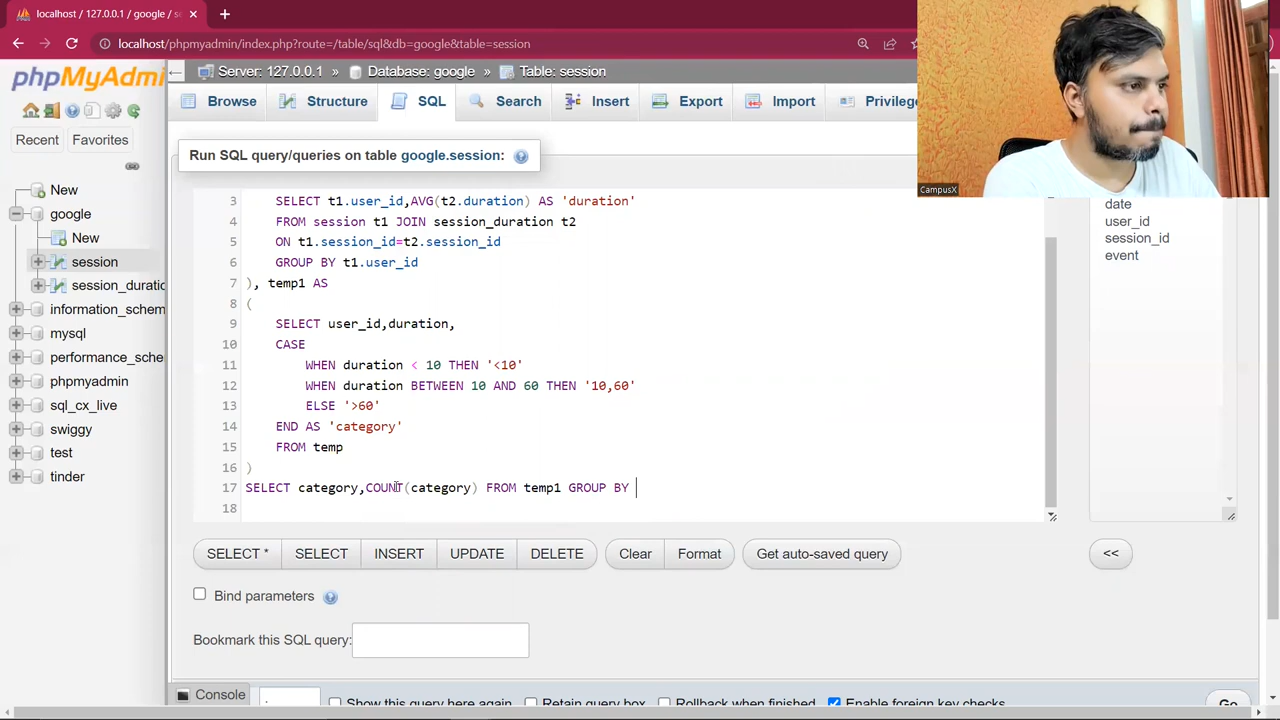 localhost / 127.0.0.1 / google / se
localhost/phpmyadmin/index.php?route=/table/sql&db=google&table=session
phpMyAdmi
Recent
Favorites
New
google
New
session
session_duratic
information_schem
mysql
performance_sche
phpmyadmin
sql_cx_live
swiggy
test
tinder
Server: 127.0.0.1 » Database: google » Table: session
Browse
Structure
SQL
Search
Insert
Export
Import
Privilege
Run SQL query/queries on table google.session:
3 SELECT t1.user_id,AVG(t2.duration) AS 'duration'
4 FROM session t1 JOIN session_duration t2
5 ON t1.session_id=t2.session_id
6 GROUP BY t1.user_id
7 ), temp1 AS
8 (
9 SELECT user_id,duration,
10 CASE
11 WHEN duration < 10 THEN '<10'
12 WHEN duration BETWEEN 10 AND 60 THEN '10,60'
13 ELSE '>60'
14 END AS 'category'
15 FROM temp
16 )
17 SELECT category,COUNT(category) FROM temp1 GROUP BY
18
CampusX
date
user_id
session_id
event
SELECT *
SELECT
INSERT
UPDATE
DELETE
Clear
Format
Get auto-saved query
<<
Bind parameters
Bookmark this SQL query:
Console
Show this query here again
Retain query box
Rollback when finished
Enable foreign key checks
Go